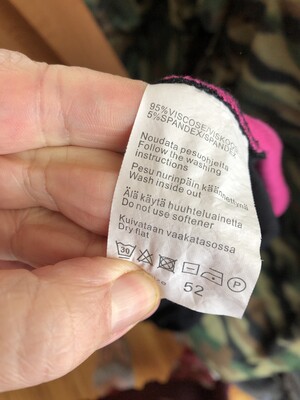 95%VISCOSE/VISKOOSI
5%SPANDEX/SPANDEX
Noudata pesuohjeita
Follow the washing
instructions
Pesu nurinpäin käännettynä
Wash inside out
Älä käytä huuhteluainetta
Do not use softener
Kuivataan vaakatasossa
Dry flat
30 P
52